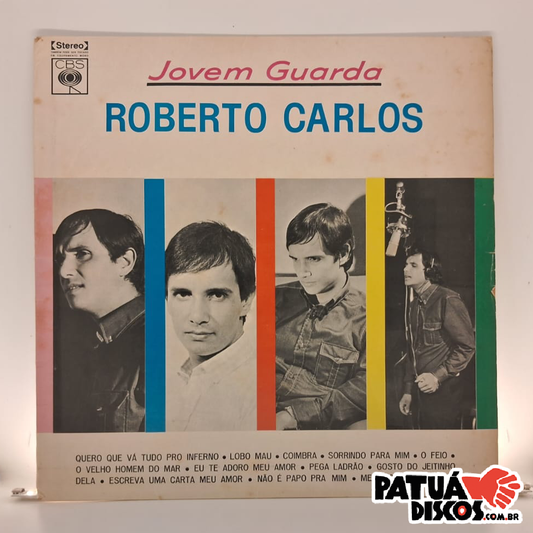 Stereo
CBS
Jovem Guarda
ROBERTO CARLOS
QUERO QUE VÁ TUDO PRO INFERNO • LOBO MAU • COIMBRA • SORRINDO PARA MIM • O FEIO •
O VELHO HOMEM DO MAR • EU TE ADORO MEU AMOR • PEGA LADRÃO • GOSTO DO JEITINHO
DELA • ESCREVA UMA CARTA MEU AMOR • NÃO É PAPO PRA MIM •
PATUÁ
DISCOS.COM.BR